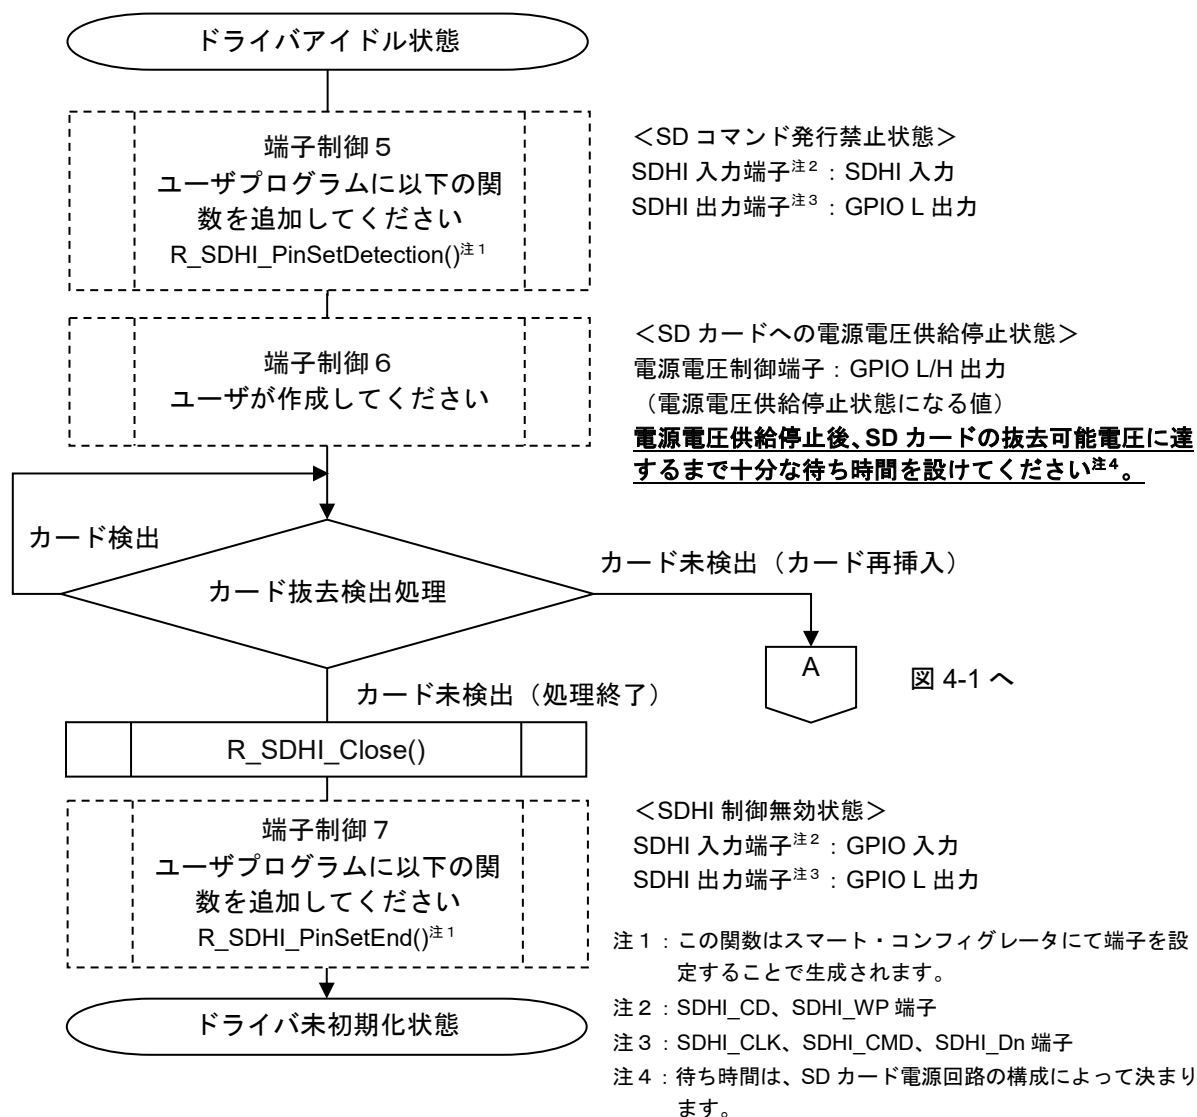 ドライバアイドル状態
端子制御5
ユーザプログラムに以下の関
数を追加してください
R_SDHI_PinSetDetection()注1
＜SD コマンド発行禁止状態＞
SDHI 入力端子注2：SDHI 入力
SDHI 出力端子注3：GPIO L 出力
端子制御6
ユーザが作成してください
＜SD カードへの電源電圧供給停止状態＞
電源電圧制御端子：GPIO L/H 出力
（電源電圧供給停止状態になる値）
電源電圧供給停止後、SD カードの抜去可能電圧に達
するまで十分な待ち時間を設けてください注4。
カード検出
カード抜去検出処理
カード未検出（カード再挿入）
A
図 4-1 へ
カード未検出（処理終了）
R_SDHI_Close()
端子制御7
ユーザプログラムに以下の関
数を追加してください
R_SDHI_PinSetEnd()注1
＜SDHI 制御無効状態＞
SDHI 入力端子注2：GPIO 入力
SDHI 出力端子注3：GPIO L 出力
ドライバ未初期化状態
注1：この関数はスマート・コンフィグレータにて端子を設
定することで生成されます。
注2：SDHI_CD、SDHI_WP 端子
注3：SDHI_CLK、SDHI_CMD、SDHI_Dn 端子
注4：待ち時間は、SD カード電源回路の構成によって決まり
ます。